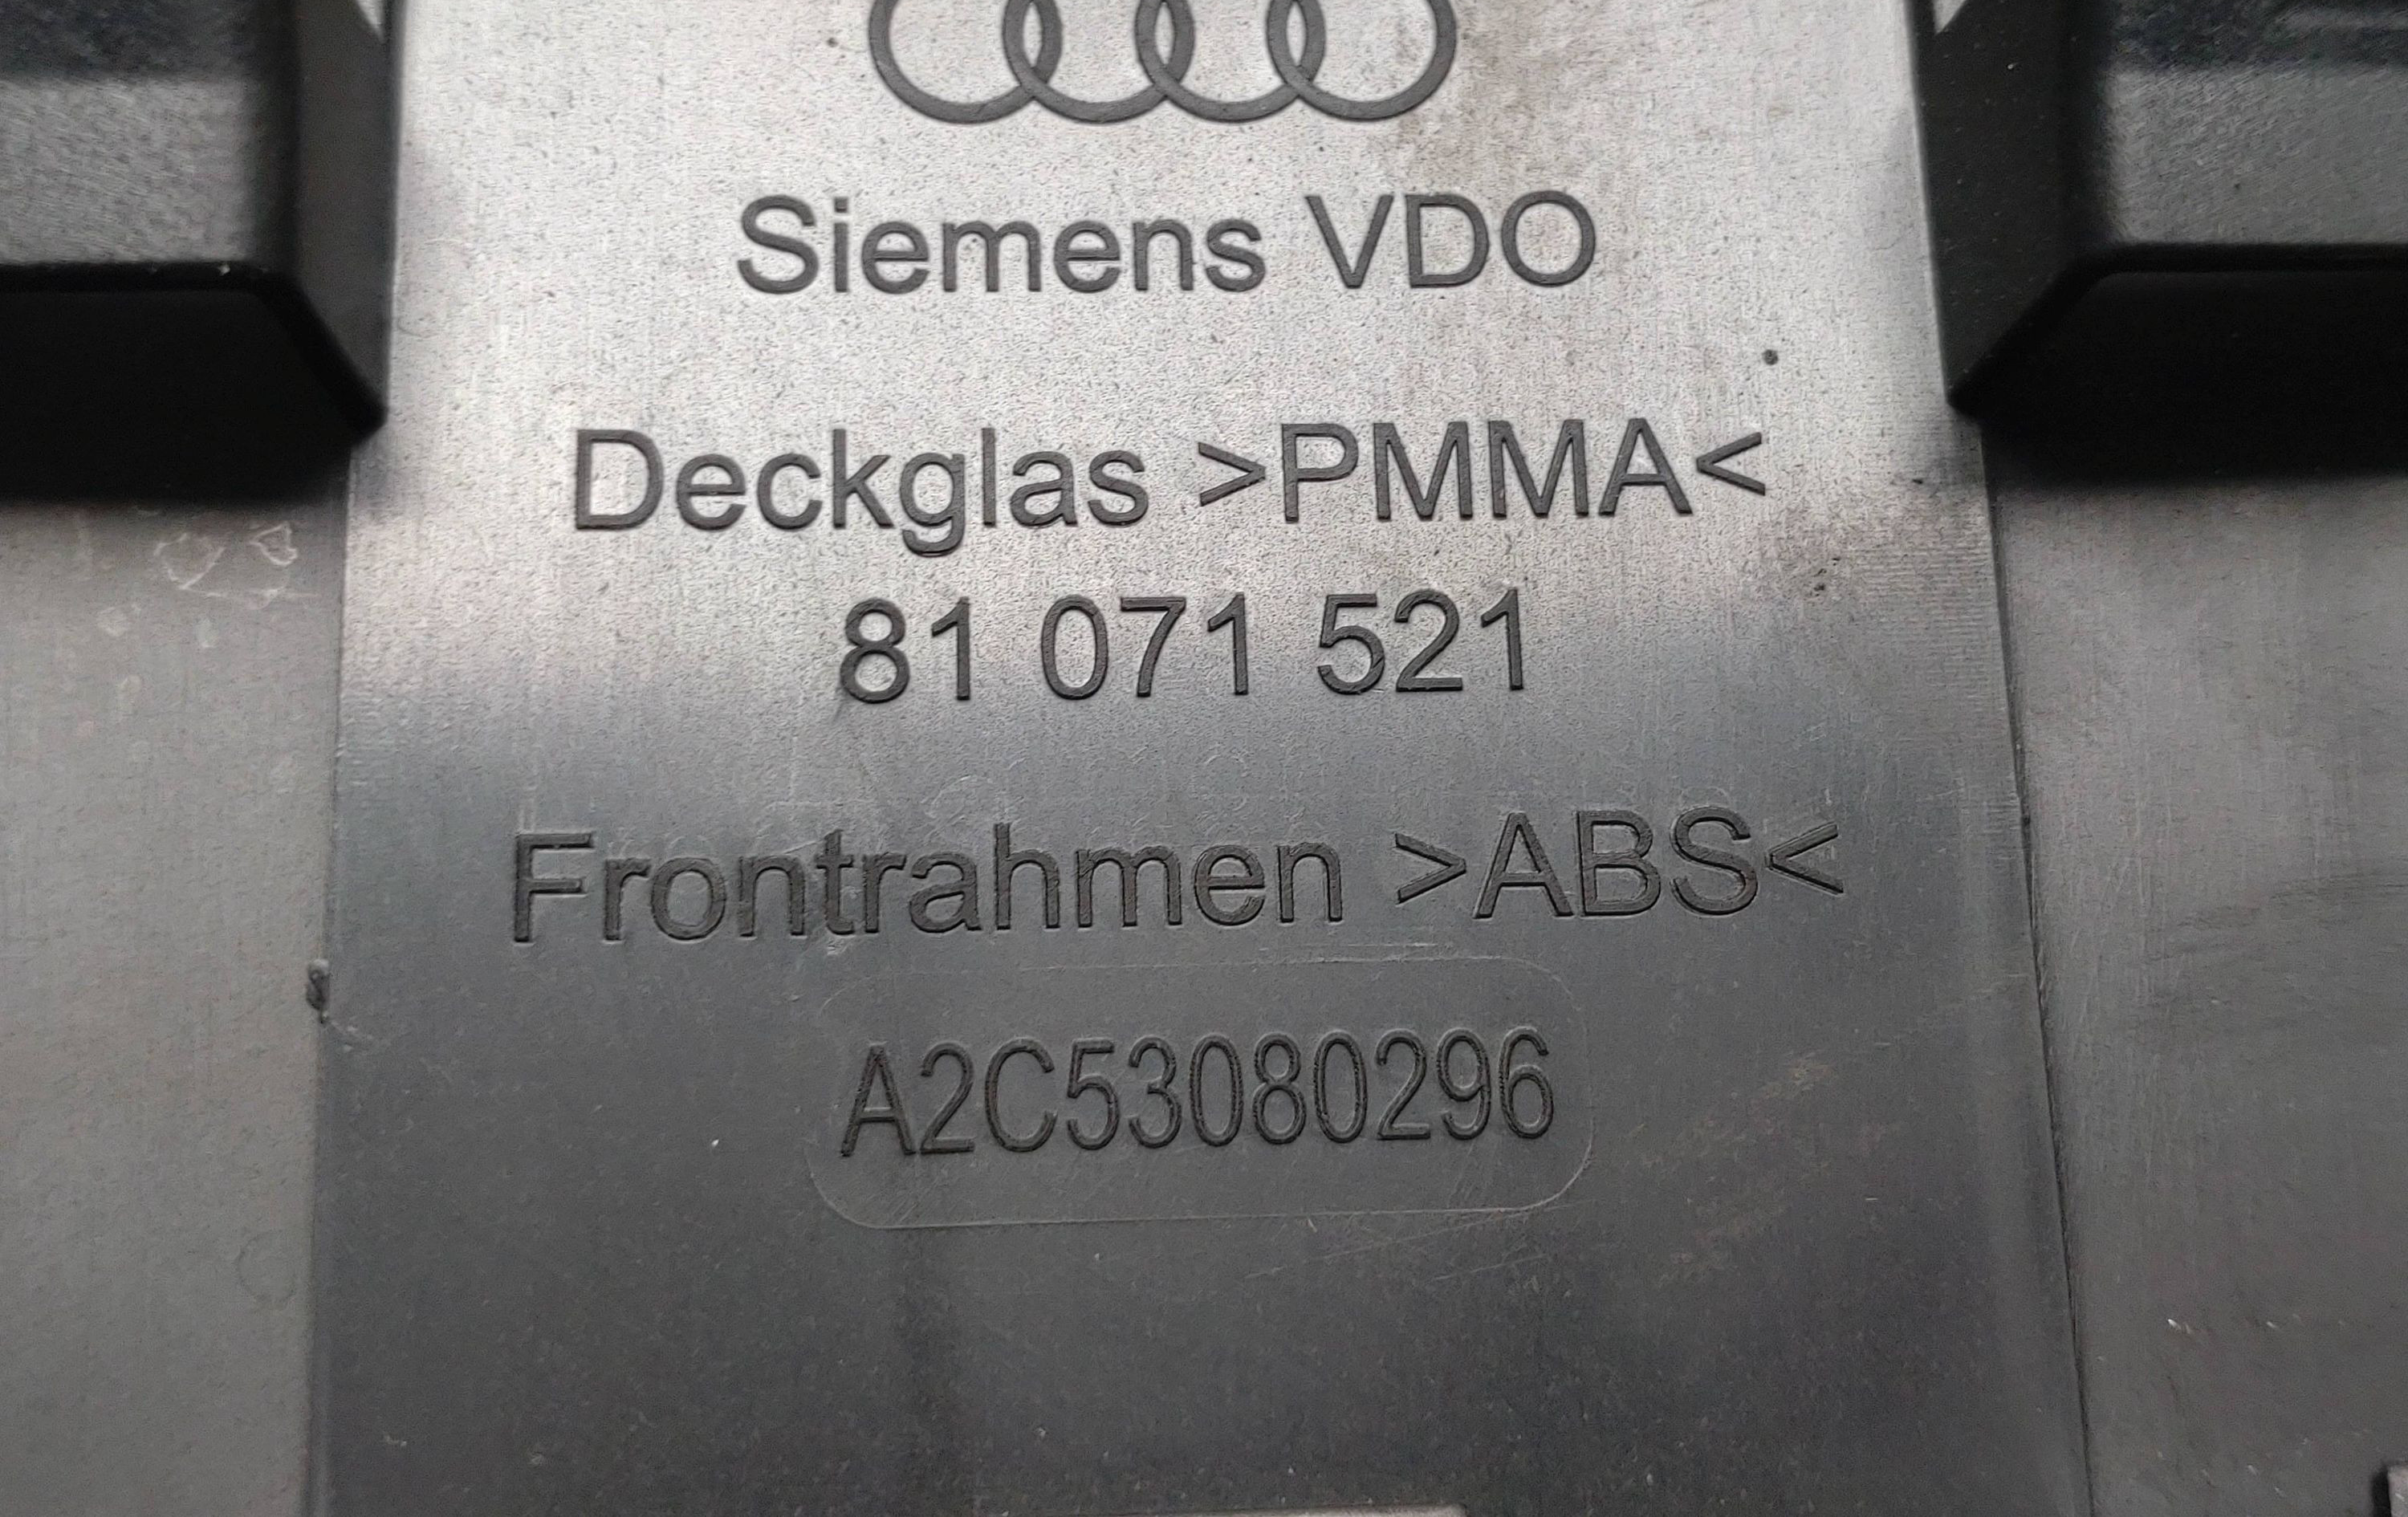 Siemens VDO
Deckglas >PMMA<
81 071 521
Frontrahmen >ABS<
A2C53080296